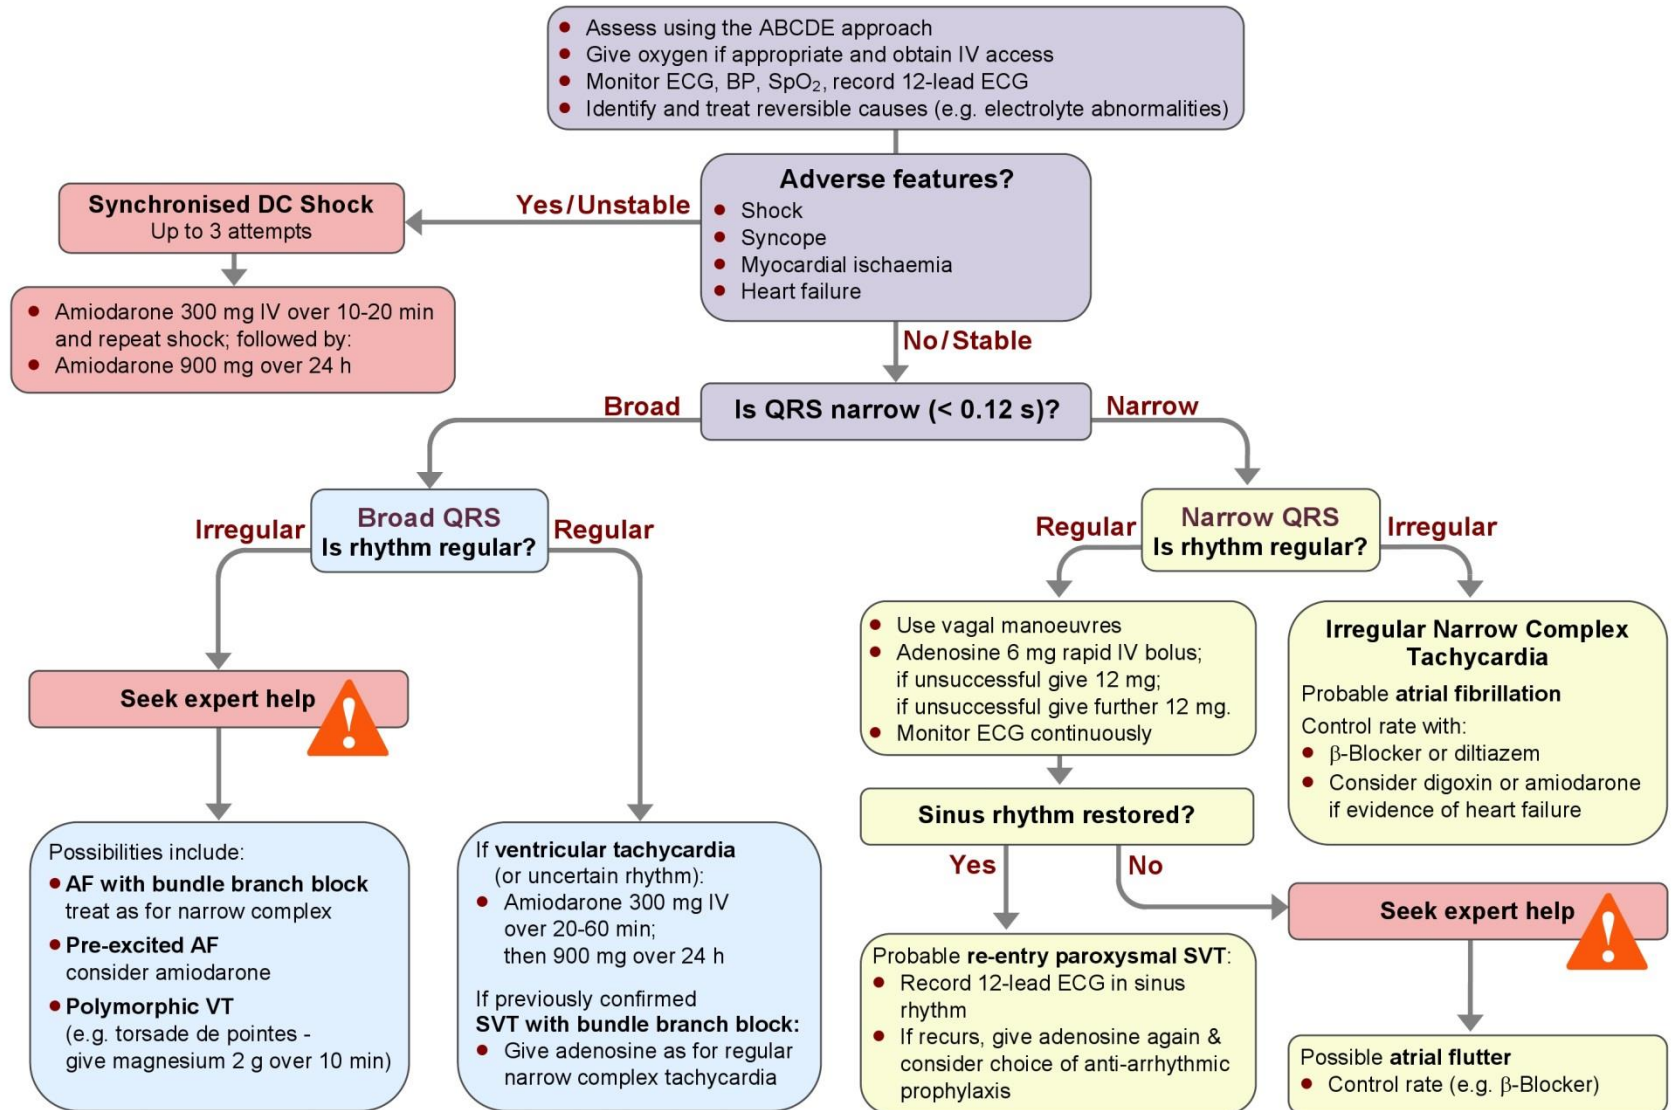 • Assess using the ABCDE approach
• Give oxygen if appropriate and obtain IV access
• Monitor ECG, BP, SpO₂, record 12-lead ECG
• Identify and treat reversible causes (e.g. electrolyte abnormalities)
Adverse features?
• Shock
• Syncope
• Myocardial ischaemia
• Heart failure
Yes/Unstable
Synchronised DC Shock
Up to 3 attempts
• Amiodarone 300 mg IV over 10-20 min
and repeat shock; followed by:
• Amiodarone 900 mg over 24 h
No/Stable
Is QRS narrow (< 0.12 s)?
Broad
Narrow
Broad QRS
Is rhythm regular?
Irregular
Regular
Seek expert help
!
Possibilities include:
• AF with bundle branch block
treat as for narrow complex
• Pre-excited AF
consider amiodarone
• Polymorphic VT
(e.g. torsade de pointes -
give magnesium 2 g over 10 min)
If ventricular tachycardia
(or uncertain rhythm):
• Amiodarone 300 mg IV
over 20-60 min;
then 900 mg over 24 h
If previously confirmed
SVT with bundle branch block:
• Give adenosine as for regular
narrow complex tachycardia
Narrow QRS
Is rhythm regular?
Regular
Irregular
• Use vagal manoeuvres
• Adenosine 6 mg rapid IV bolus;
if unsuccessful give 12 mg;
if unsuccessful give further 12 mg.
• Monitor ECG continuously
Irregular Narrow Complex
Tachycardia
Probable atrial fibrillation
Control rate with:
• β-Blocker or diltiazem
• Consider digoxin or amiodarone
if evidence of heart failure
Sinus rhythm restored?
Yes
No
Probable re-entry paroxysmal SVT:
• Record 12-lead ECG in sinus
rhythm
• If recurs, give adenosine again &
consider choice of anti-arrhythmic
prophylaxis
Seek expert help
!
Possible atrial flutter
• Control rate (e.g. β-Blocker)